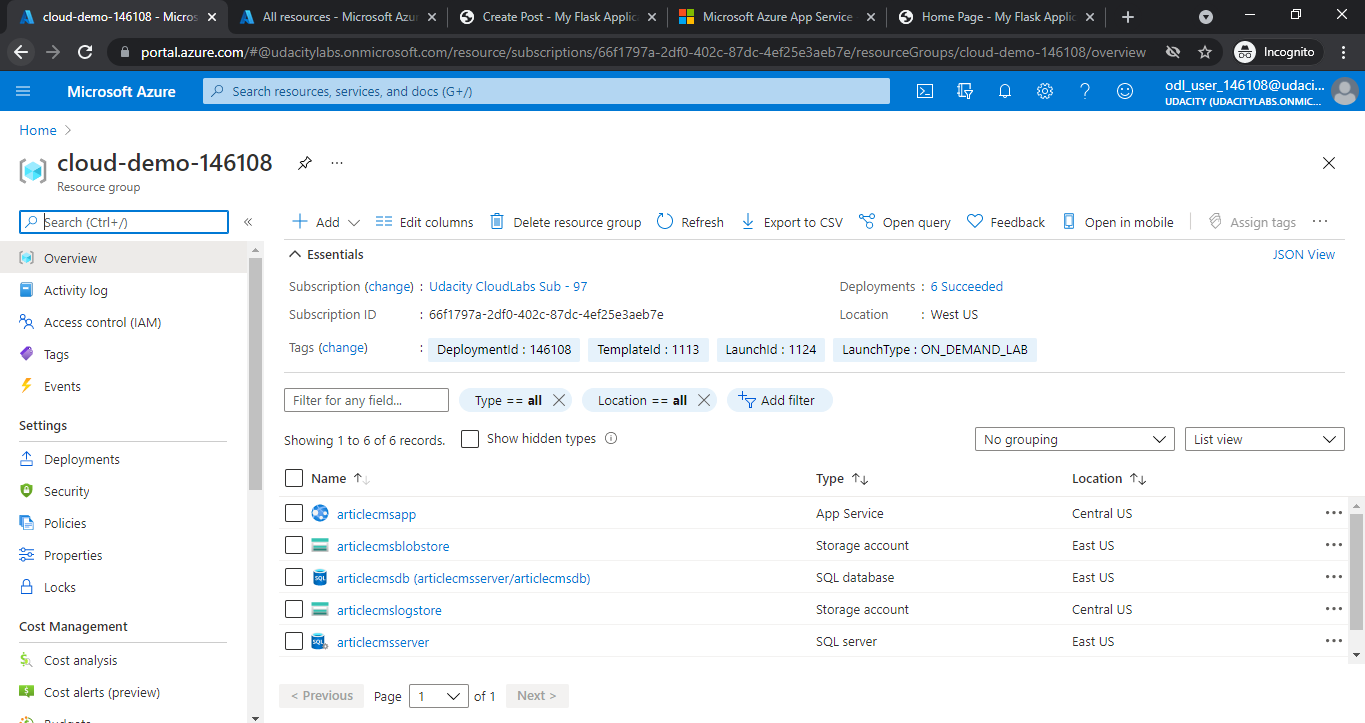 cloud-demo-146108 - Micros
All resources - Microsoft Azu
Create Post - My Flask Applic
Microsoft Azure App Service
Home Page - My Flask Applic
portal.azure.com/#@udacitylabs.onmicrosoft.com/resource/subscriptions/66f1797a-2df0-402c-87dc-4ef25e3aeb7e/resourceGroups/cloud-demo-146108/overview
Incognito
Microsoft Azure
Search resources, services, and docs (G+/)
odl_user_146108@udaci...
UDACITY (UDACITYLABS.ONMIC...
Home
cloud-demo-146108
Resource group
Search (Ctrl+/)
Add
Edit columns
Delete resource group
Refresh
Export to CSV
Open query
Feedback
Open in mobile
Assign tags
Overview
Activity log
Access control (IAM)
Tags
Events
Settings
Deployments
Security
Policies
Properties
Locks
Cost Management
Cost analysis
Cost alerts (preview)
Essentials
JSON View
Subscription (change) : Udacity CloudLabs Sub - 97
Deployments : 6 Succeeded
Subscription ID : 66f1797a-2df0-402c-87dc-4ef25e3aeb7e
Location : West US
Tags (change) : DeploymentId : 146108 TemplateId : 1113 LaunchId : 1124 LaunchType : ON_DEMAND_LAB
Filter for any field...
Type == all
Location == all
Add filter
Showing 1 to 6 of 6 records.
Show hidden types
No grouping
List view
Name Type Location
articlecmsapp App Service Central US
articlecmsblobstore Storage account East US
articlecmsdb (articlecmsserver/articlecmsdb) SQL database East US
articlecmslogstore Storage account Central US
articlecmsserver SQL server East US
< Previous Page 1 of 1 Next >